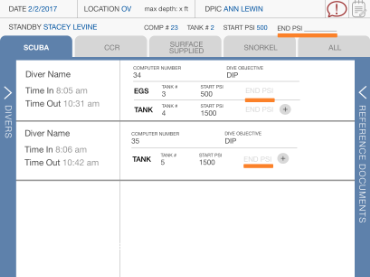 DATE 2/2/2017 LOCATION OV max depth: x ft DPIC ANN LEWIN
STANDBY STACEY LEVINE COMP # 23 TANK # 2 START PSI 500 END PSI
SCUBA CCR SURFACE SUPPLIED SNORKEL ALL
DIVERS
Diver Name
Time In 8:05 am
Time Out 10:31 am
COMPUTER NUMBER DIVE OBJECTIVE
34 DIP
EGS TANK # 3 START PSI 500 END PSI
TANK TANK # 4 START PSI 1500 END PSI +
Diver Name
Time In 8:06 am
Time Out 10:42 am
COMPUTER NUMBER DIVE OBJECTIVE
35 DIP
TANK TANK # 5 START PSI 1500 END PSI +
REFERENCE DOCUMENTS